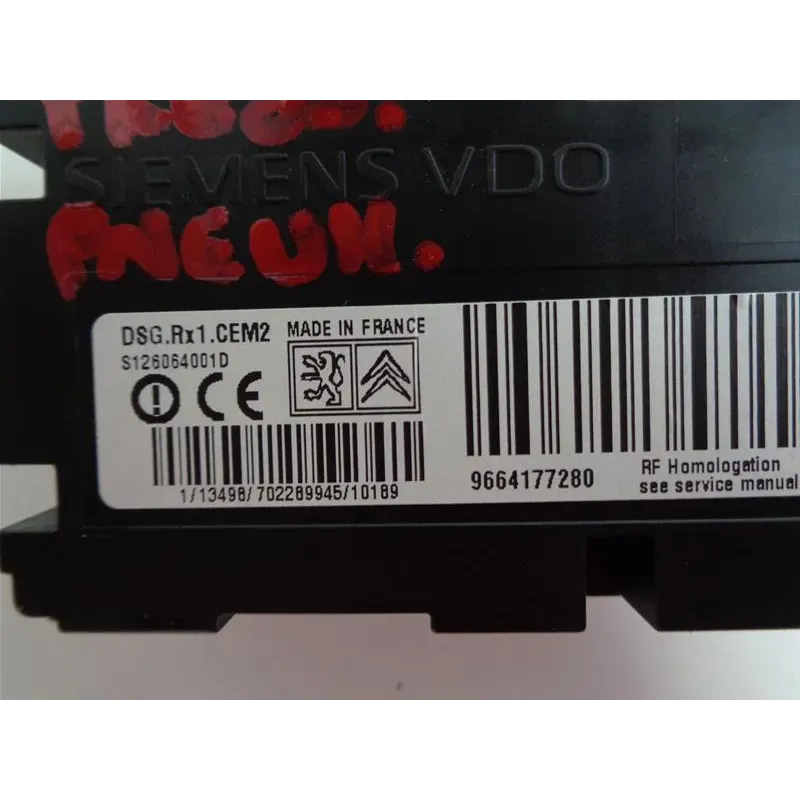 SIEMENS VDO
PNEUM.
DSG.Rx1.CEM2 MADE IN FRANCE
S126064001D
CE
1/13498/702289945/10189
9664177280
RF Homologation
see service manual